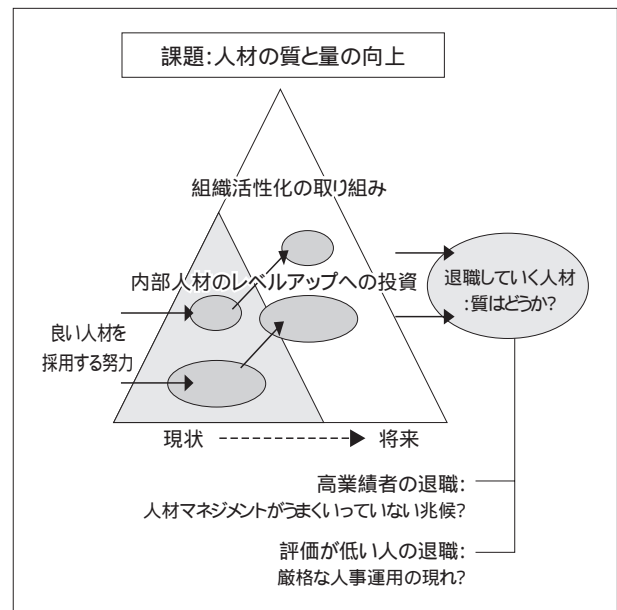 課題:人材の質と量の向上
組織活性化の取り組み
内部人材のレベルアップへの投資
退職していく人材
:質はどうか?
良い人材を
採用する努力
現状
将来
高業績者の退職:
人材マネジメントがうまくいっていない兆候?
評価が低い人の退職:
厳格な人事運用の現れ?